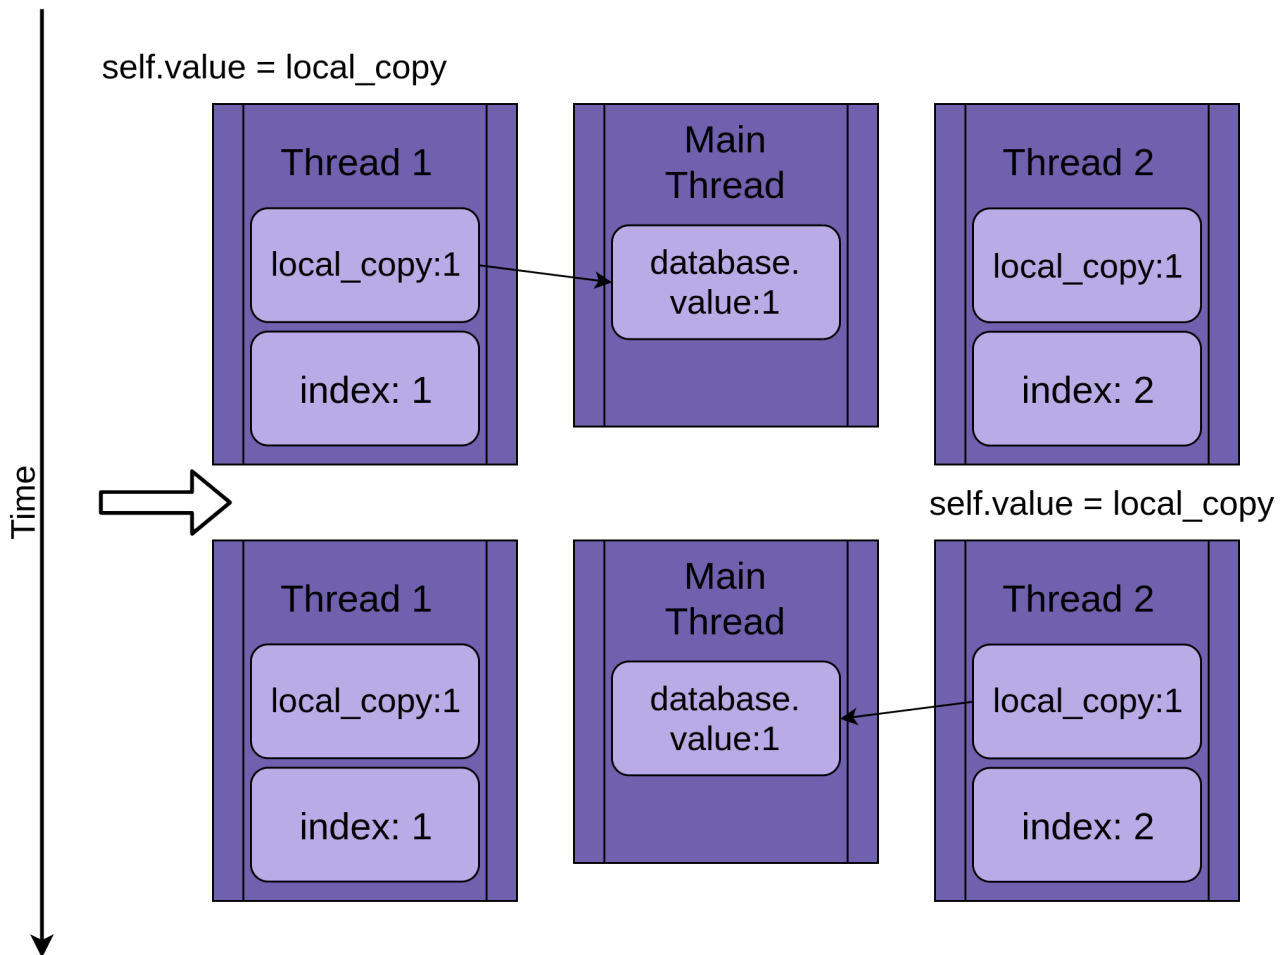 self.value = local_copy
Thread 1
local_copy:1
index: 1
Main
Thread
database.
value:1
Thread 2
local_copy:1
index: 2
Time
self.value = local_copy
Thread 1
local_copy:1
index: 1
Main
Thread
database.
value:1
Thread 2
local_copy:1
index: 2